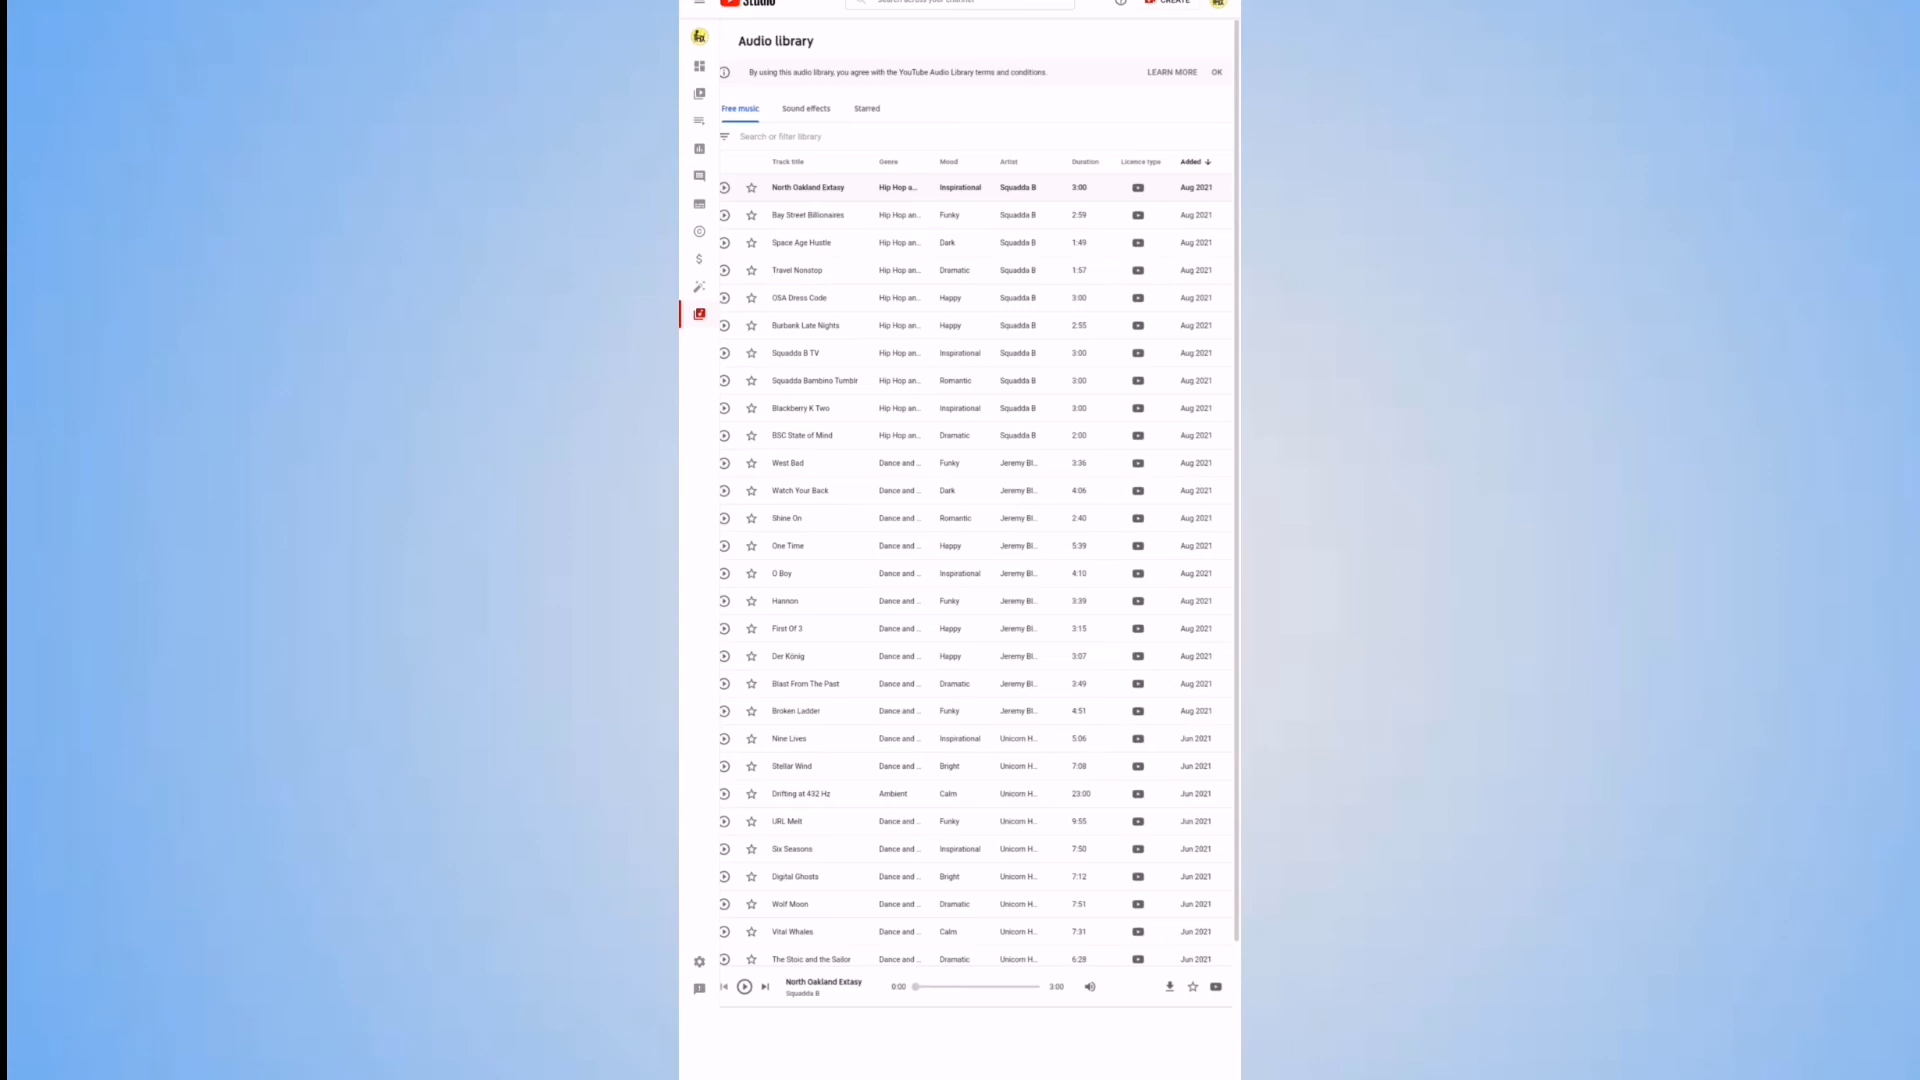 Studio
Search across your channel
CREATE
Audio library
By using this audio library, you agree with the YouTube Audio Library terms and conditions.
LEARN MORE
OK
Free music
Sound effects
Starred
Search or filter library
Track title Genre Mood Artist Duration Licence type Added
North Oakland Extasy Hip Hop a... Inspirational Squadda B 3:00 Aug 2021
Bay Street Billionaires Hip Hop an... Funky Squadda B 2:59 Aug 2021
Space Age Hustle Hip Hop an... Dark Squadda B 1:49 Aug 2021
Travel Nonstop Hip Hop an... Dramatic Squadda B 1:57 Aug 2021
OSA Dress Code Hip Hop an... Happy Squadda B 3:00 Aug 2021
Burbank Late Nights Hip Hop an... Happy Squadda B 2:55 Aug 2021
Squadda B TV Hip Hop an... Inspirational Squadda B 3:00 Aug 2021
Squadda Bambino Tumblr Hip Hop an... Romantic Squadda B 3:00 Aug 2021
Blackberry K Two Hip Hop an... Inspirational Squadda B 3:00 Aug 2021
BSC State of Mind Hip Hop an... Dramatic Squadda B 2:00 Aug 2021
West Bad Dance and ... Funky Jeremy Bl... 3:36 Aug 2021
Watch Your Back Dance and ... Dark Jeremy Bl... 4:06 Aug 2021
Shine On Dance and ... Romantic Jeremy Bl... 2:40 Aug 2021
One Time Dance and ... Happy Jeremy Bl... 5:39 Aug 2021
O Boy Dance and ... Inspirational Jeremy Bl... 4:10 Aug 2021
Hannon Dance and ... Funky Jeremy Bl... 3:39 Aug 2021
First Of 3 Dance and ... Happy Jeremy Bl... 3:15 Aug 2021
Der König Dance and ... Happy Jeremy Bl... 3:07 Aug 2021
Blast From The Past Dance and ... Dramatic Jeremy Bl... 3:49 Aug 2021
Broken Ladder Dance and ... Funky Jeremy Bl... 4:51 Aug 2021
Nine Lives Dance and ... Inspirational Unicorn H... 5:06 Jun 2021
Stellar Wind Dance and ... Bright Unicorn H... 7:08 Jun 2021
Drifting at 432 Hz Ambient Calm Unicorn H... 23:00 Jun 2021
URL Melt Dance and ... Funky Unicorn H... 9:55 Jun 2021
Six Seasons Dance and ... Inspirational Unicorn H... 7:50 Jun 2021
Digital Ghosts Dance and ... Bright Unicorn H... 7:12 Jun 2021
Wolf Moon Dance and ... Dramatic Unicorn H... 7:51 Jun 2021
Vital Whales Dance and ... Calm Unicorn H... 7:31 Jun 2021
The Stoic and the Sailor Dance and ... Dramatic Unicorn H... 6:28 Jun 2021
North Oakland Extasy
Squadda B
0:00
3:00